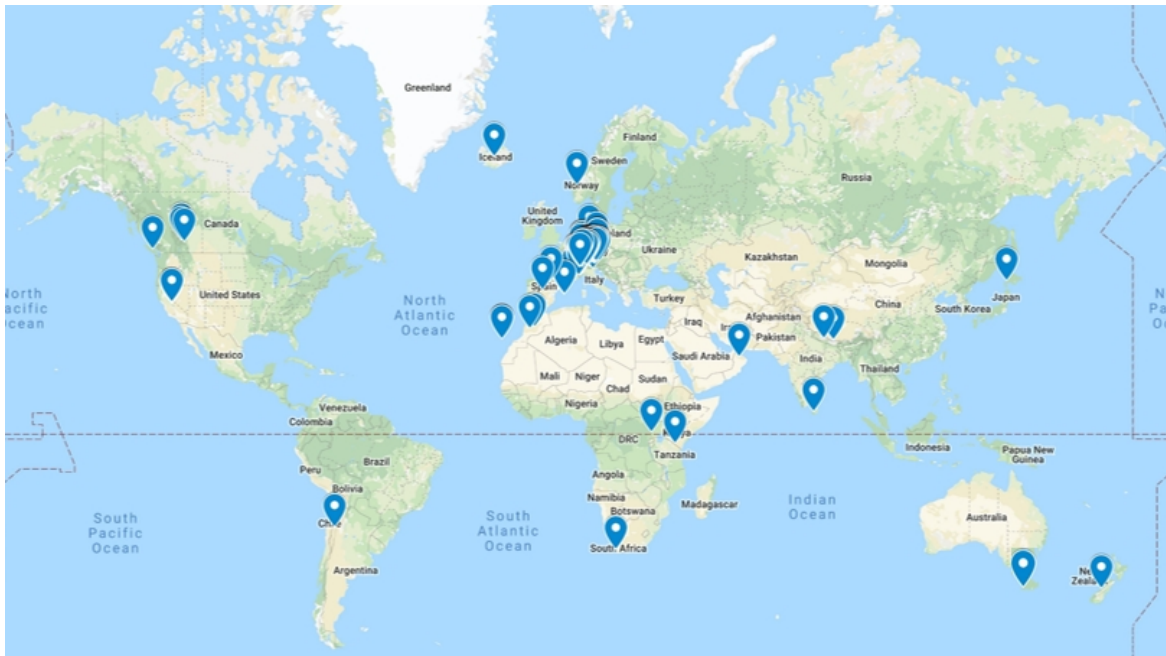 Greenland
Iceland
Finland
Sweden
Norway
Russia
Canada
United
Kingdom
land
Ukraine
Kazakhstan
Mongolia
North
Atlantic
Ocean
United States
Spain
Italy
Turkey
China
South Korea
Japan
Afghanistan
Iraq
Pakistan
Mexico
Algeria
Libya
Egypt
Saudi Arabia
India
Thailand
Mali
Niger
Chad
Sudan
Nigeria
Ethiopia
Venezuela
Colombia
DRC
Kenya
Tanzania
Indonesia
Papua New
Guinea
Peru
Brazil
Bolivia
Angola
Namibia
Botswana
Madagascar
Indian
Ocean
South
Pacific
Ocean
South
Atlantic
Ocean
Chile
South Africa
Australia
Argentina
New
Zealand
North
acific
cean